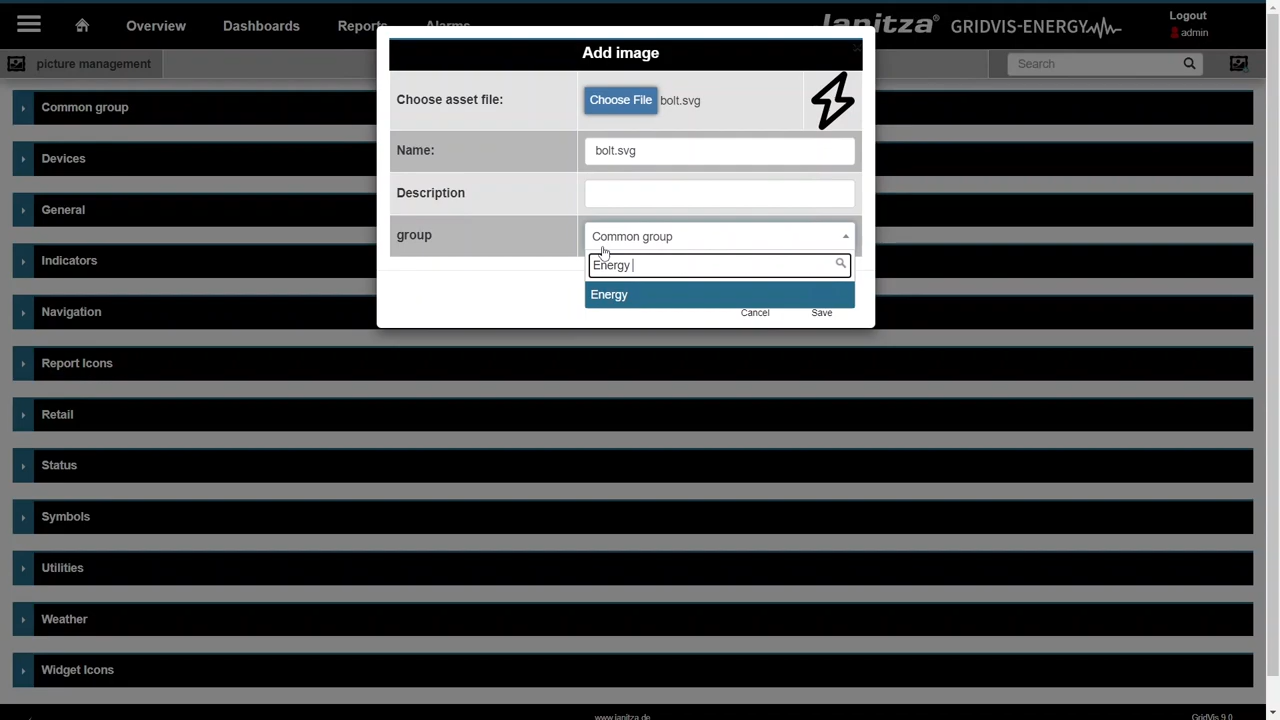 Overview Dashboards Reports Alarms Janitza® GRIDVIS-ENERGY Logout
admin
picture management Search
Add image
Choose asset file: Choose File bolt.svg
Name: bolt.svg
Description
group Common group
Energy
Energy
Cancel Save
Common group
Devices
General
Indicators
Navigation
Report Icons
Retail
Status
Symbols
Utilities
Weather
Widget Icons
www.janitza.de GridVis 9.0